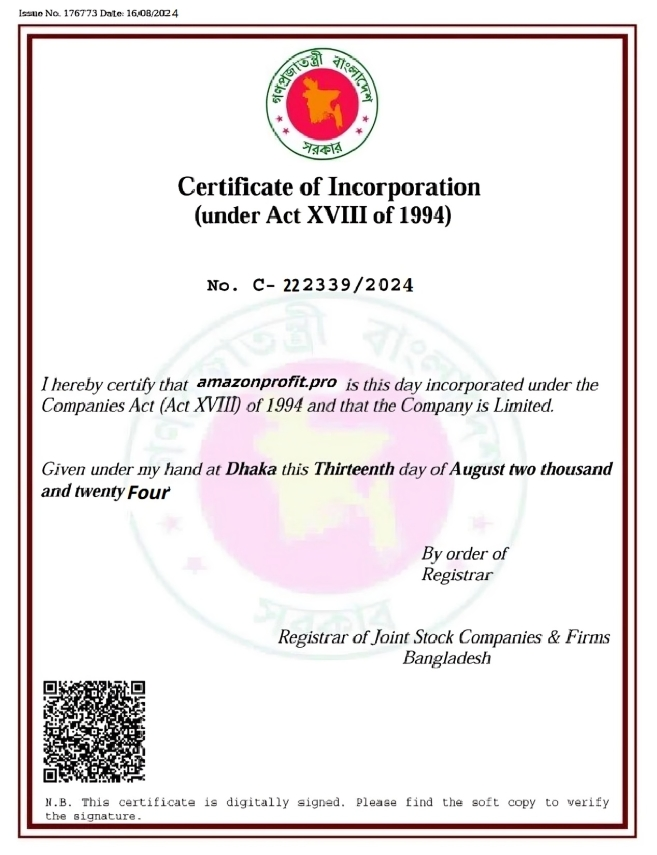 Issue No. 176773 Date: 16/08/2024
গণপ্রজাতন্ত্রী বাংলাদেশ
সরকার
Certificate of Incorporation
(under Act XVIII of 1994)
No. C- 222339/2024
I hereby certify that amazonprofit.pro is this day incorporated under the
Companies Act (Act XVIII) of 1994 and that the Company is Limited.
Given under my hand at Dhaka this Thirteenth day of August two thousand
and twenty Four
By order of
Registrar
Registrar of Joint Stock Companies & Firms
Bangladesh
N.B. This certificate is digitally signed. Please find the soft copy to verify
the signature.
গণপ্রজাতন্ত্রী বাংলাদেশ
সরকার